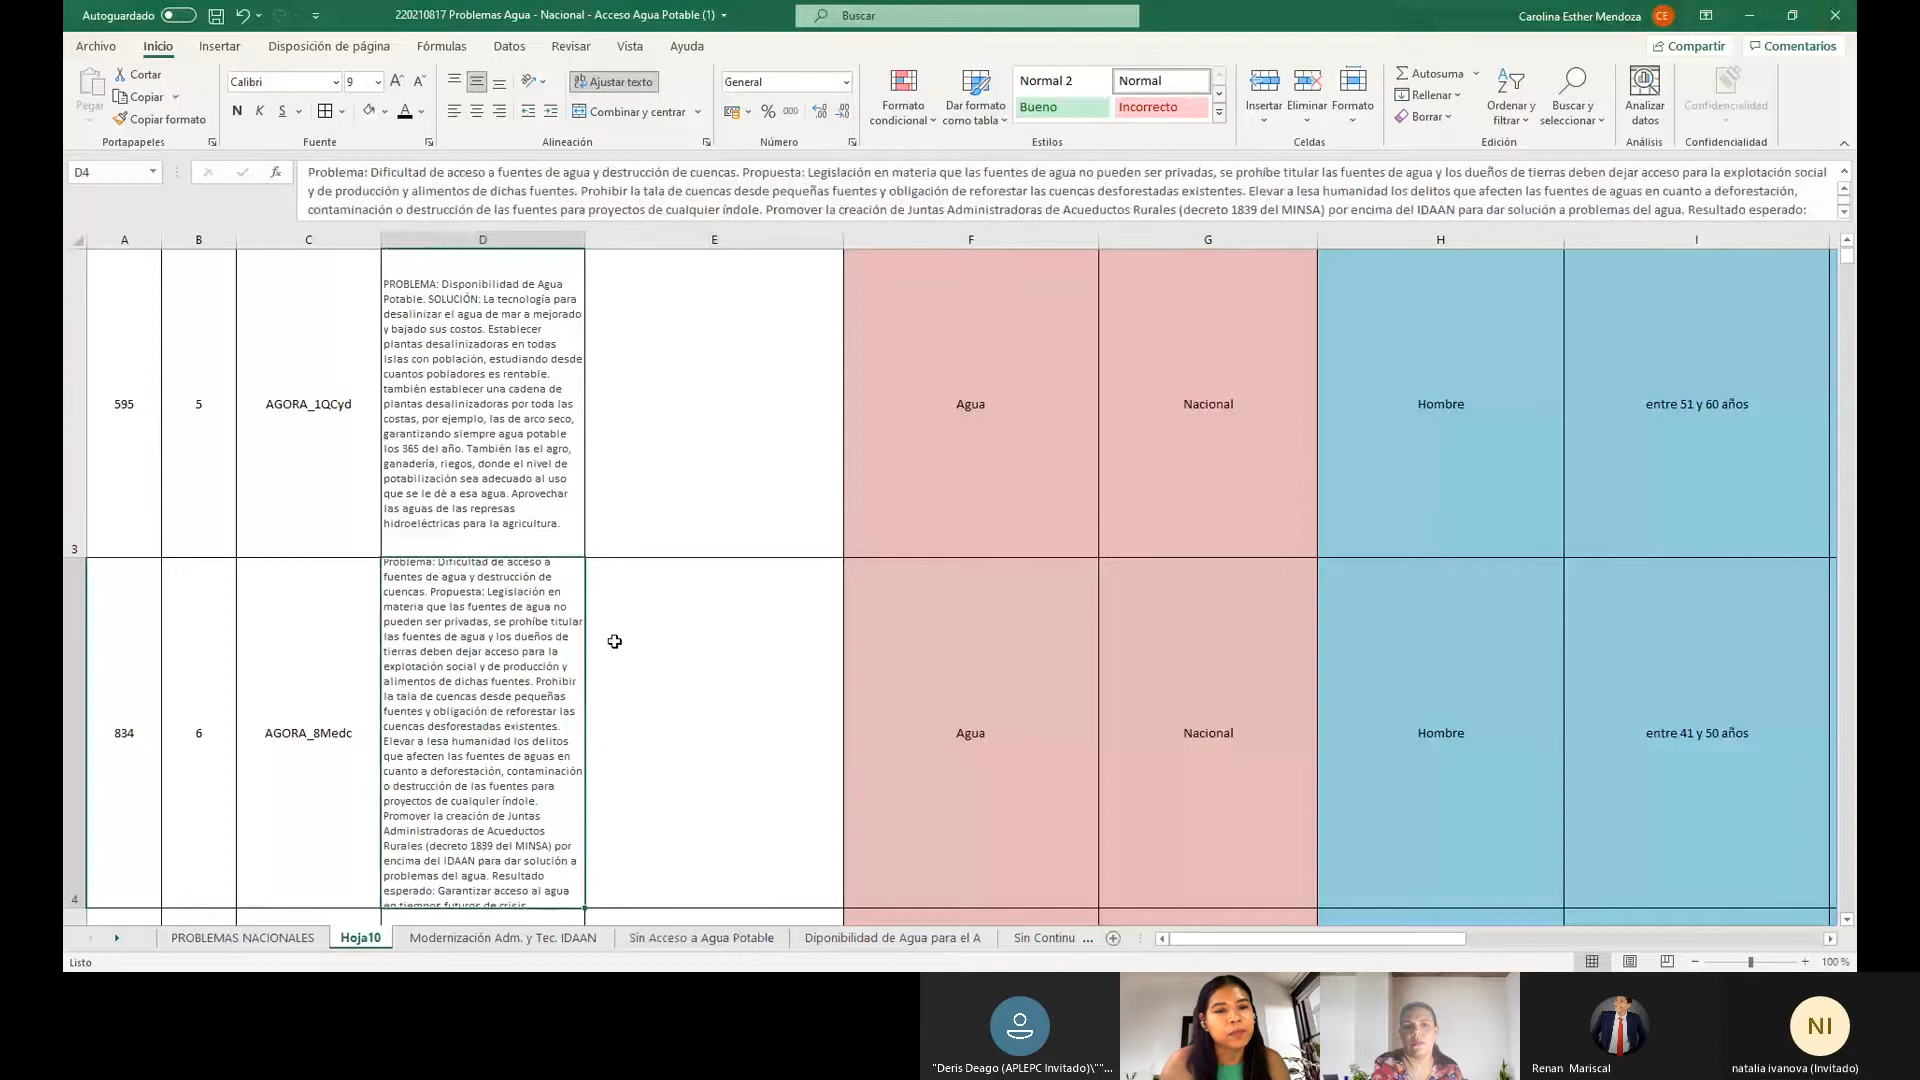 Autoguardado
220210817 Problemas Agua - Nacional - Acceso Agua Potable (1)
Buscar
Carolina Esther Mendoza
CE
Archivo
Inicio
Insertar
Disposición de página
Fórmulas
Datos
Revisar
Vista
Ayuda
Compartir
Comentarios
Pegar
Cortar
Copiar
Copiar formato
Portapapeles
Calibri
9
N K S
Fuente
Ajustar texto
Combinar y centrar
Alineación
General
% 000
Número
Formato condicional
Dar formato como tabla
Normal 2
Normal
Bueno
Incorrecto
Estilos
Insertar
Eliminar
Formato
Celdas
Autosuma
Rellenar
Borrar
Ordenar y filtrar
Buscar y seleccionar
Edición
Analizar datos
Análisis
Confidencialidad
Confidencialidad
D4
fx
Problema: Dificultad de acceso a fuentes de agua y destrucción de cuencas. Propuesta: Legislación en materia que las fuentes de agua no pueden ser privadas, se prohíbe titular las fuentes de agua y los dueños de tierras deben dejar acceso para la explotación social
y de producción y alimentos de dichas fuentes. Prohibir la tala de cuencas desde pequeñas fuentes y obligación de reforestar las cuencas desforestadas existentes. Elevar a lesa humanidad los delitos que afecten las fuentes de aguas en cuanto a deforestación,
contaminación o destrucción de las fuentes para proyectos de cualquier índole. Promover la creación de Juntas Administradoras de Acueductos Rurales (decreto 1839 del MINSA) por encima del IDAAN para dar solución a problemas del agua. Resultado esperado:
A B C D E F G H I
3
595
5
AGORA_1QCyd
PROBLEMA: Disponibilidad de Agua
Potable. SOLUCIÓN: La tecnología para
desalinizar el agua de mar a mejorado
y bajado sus costos. Establecer
plantas desalinizadoras en todas
Islas con población, estudiando desde
cuantos pobladores es rentable.
también establecer una cadena de
plantas desalinizadoras por toda las
costas, por ejemplo, las de arco seco,
garantizando siempre agua potable
los 365 del año. También las el agro,
ganadería, riegos, donde el nivel de
potabilización sea adecuado al uso
que se le dé a esa agua. Aprovechar
las aguas de las represas
hidroeléctricas para la agricultura.
Agua
Nacional
Hombre
entre 51 y 60 años
4
834
6
AGORA_8Medc
Problema: Dificultad de acceso a
fuentes de agua y destrucción de
cuencas. Propuesta: Legislación en
materia que las fuentes de agua no
pueden ser privadas, se prohíbe titular
las fuentes de agua y los dueños de
tierras deben dejar acceso para la
explotación social y de producción y
alimentos de dichas fuentes. Prohibir
la tala de cuencas desde pequeñas
fuentes y obligación de reforestar las
cuencas desforestadas existentes.
Elevar a lesa humanidad los delitos
que afecten las fuentes de aguas en
cuanto a deforestación, contaminación
o destrucción de las fuentes para
proyectos de cualquier índole.
Promover la creación de Juntas
Administradoras de Acueductos
Rurales (decreto 1839 del MINSA) por
encima del IDAAN para dar solución a
problemas del agua. Resultado
esperado: Garantizar acceso al agua
en tiempos futuros de crisis
Agua
Nacional
Hombre
entre 41 y 50 años
PROBLEMAS NACIONALES
Hoja10
Modernización Adm. y Tec. IDAAN
Sin Acceso a Agua Potable
Diponibilidad de Agua para el A
Sin Continu ...
Listo
100 %
"Deris Deago (APLEPC Invitado)\""...
Renan Mariscal
NI
natalia ivanova (Invitado)